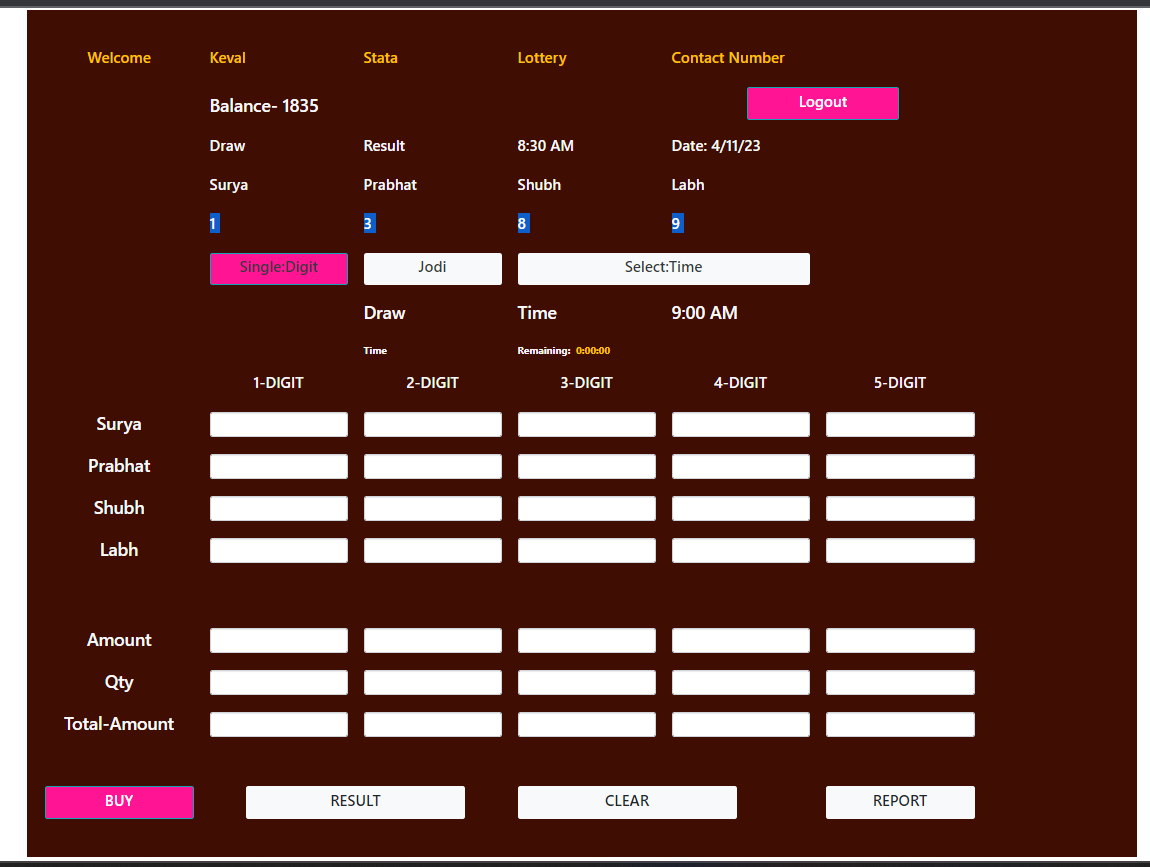 Welcome Keval Stata Lottery Contact Number
Balance- 1835 Logout
Draw Result 8:30 AM Date: 4/11/23
Surya Prabhat Shubh Labh
1 3 8 9
Single:Digit Jodi Select:Time
Draw Time 9:00 AM
Time Remaining: 0:00:00
1-DIGIT 2-DIGIT 3-DIGIT 4-DIGIT 5-DIGIT
Surya
Prabhat
Shubh
Labh
Amount
Qty
Total-Amount
BUY RESULT CLEAR REPORT